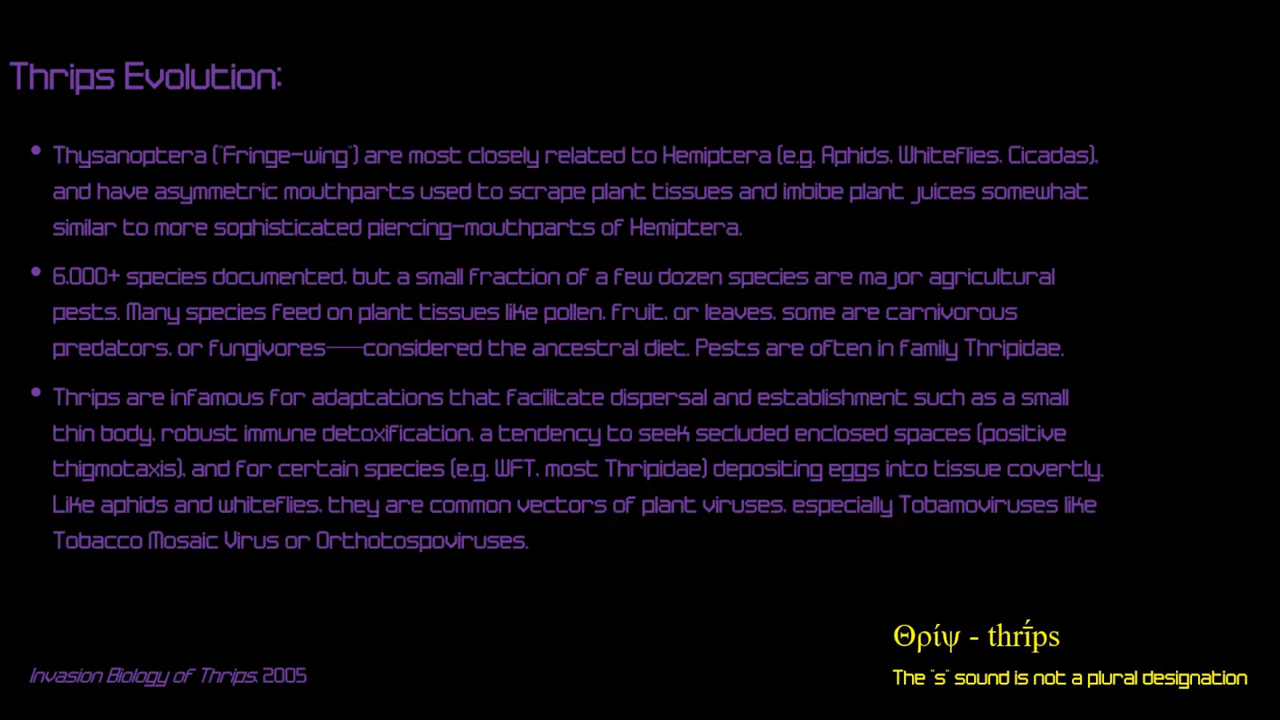 Thrips Evolution:
• Thysanoptera ("Fringe-wing") are most closely related to Hemiptera (e.g. Aphids, Whiteflies, Cicadas),
and have asymmetric mouthparts used to scrape plant tissues and imbibe plant juices somewhat
similar to more sophisticated piercing-mouthparts of Hemiptera.
• 6,000+ species documented, but a small fraction of a few dozen species are major agricultural
pests. Many species feed on plant tissues like pollen, fruit, or leaves, some are carnivorous
predators, or fungivores——considered the ancestral diet. Pests are often in family Thripidae.
• Thrips are infamous for adaptations that facilitate dispersal and establishment such as a small
thin body, robust immune detoxification, a tendency to seek secluded enclosed spaces (positive
thigmotaxis), and for certain species (e.g. WFT, most Thripidae) depositing eggs into tissue covertly.
Like aphids and whiteflies, they are common vectors of plant viruses, especially Tobamoviruses like
Tobacco Mosaic Virus or Orthotospoviruses.
Θρίψ - thrī́ps
The "s" sound is not a plural designation
Invasion Biology of Thrips, 2005